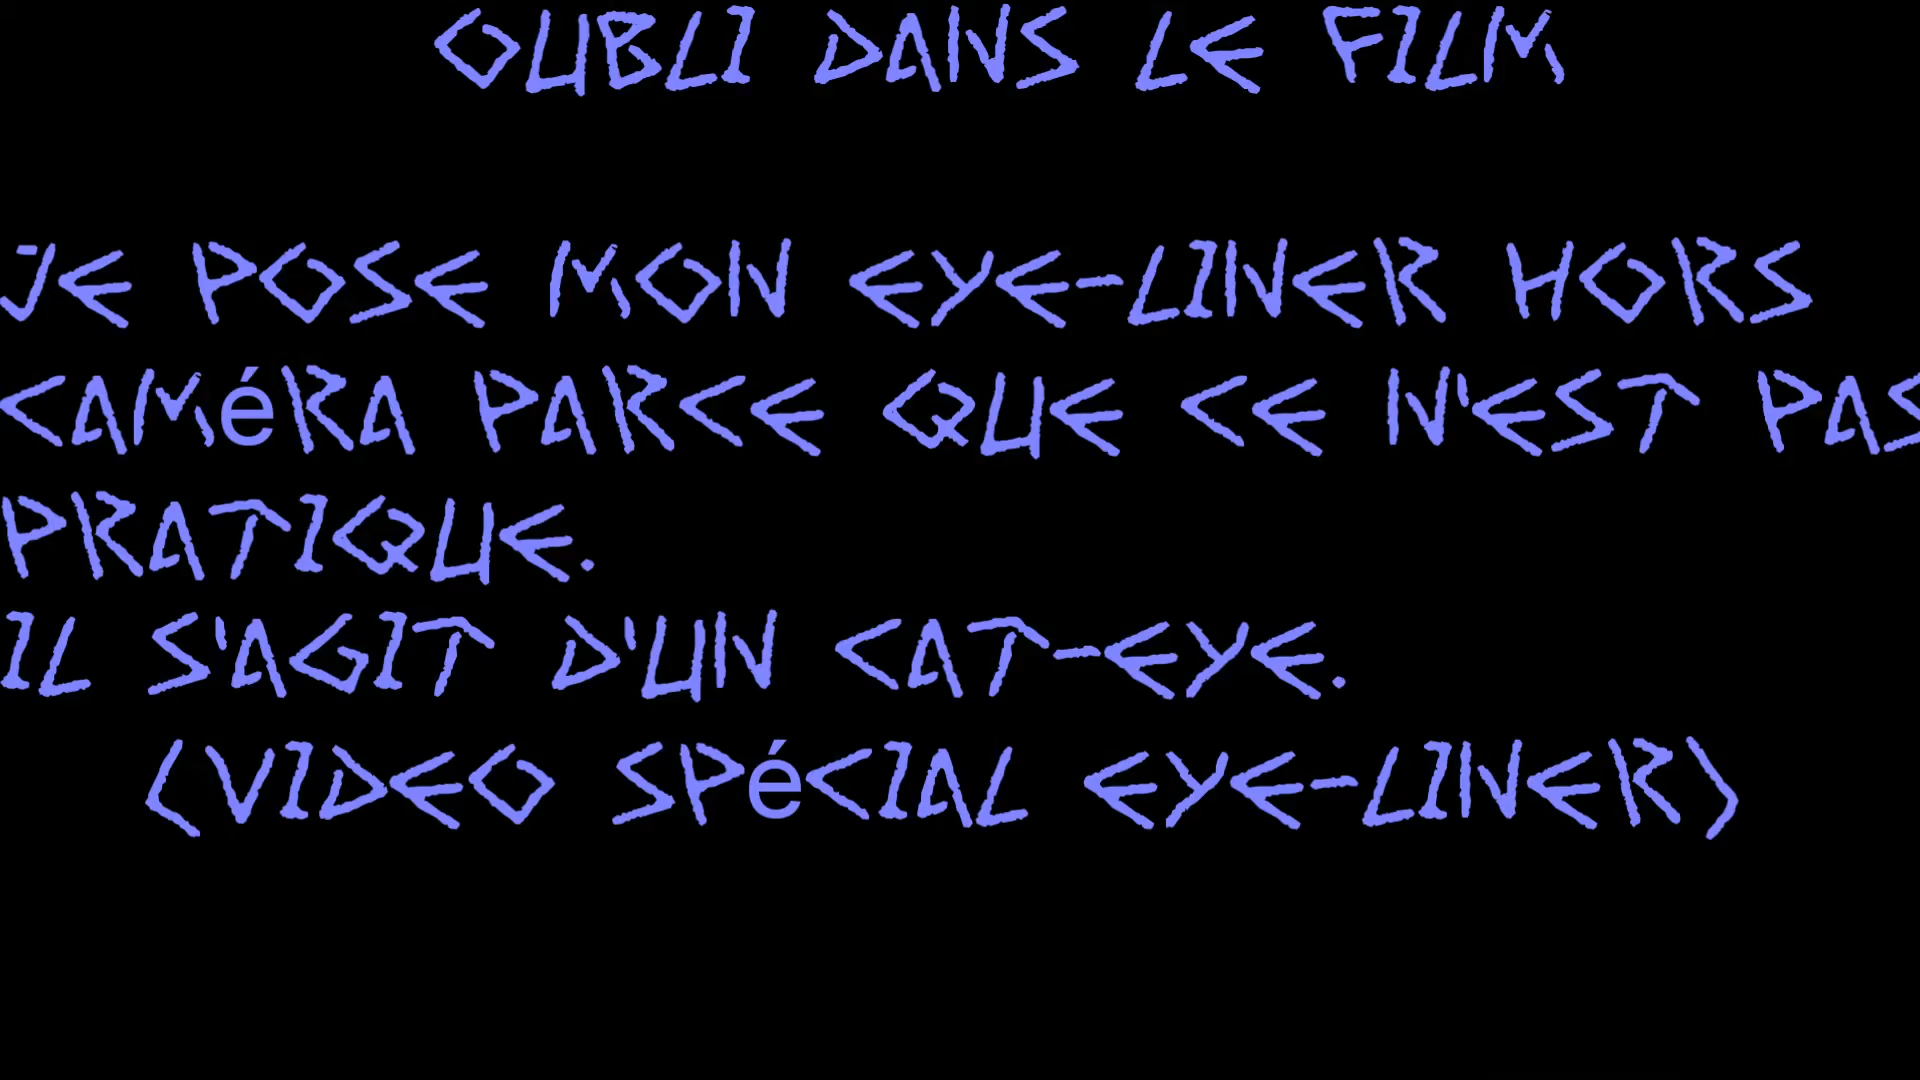 OUBLI DANS LE FILM
JE POSE MON EYE-LINER HORS
CAMéRA PARCE QUE CE N'EST PAS
PRATIQUE.
IL S'AGIT D'UN CAT-EYE.
(VIDEO SPéCIAL EYE-LINER)